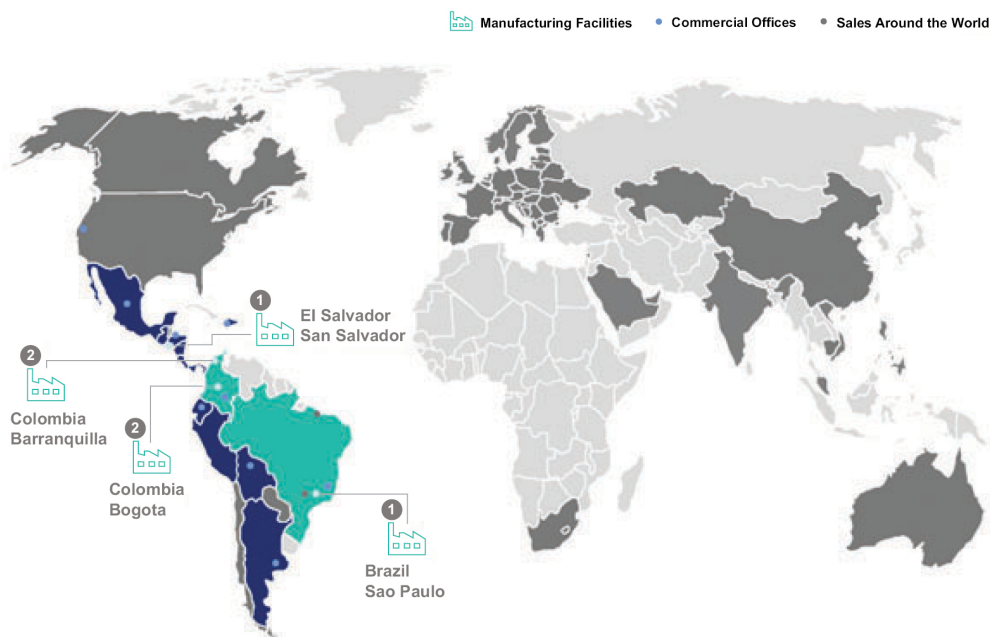 Manufacturing Facilities
Commercial Offices
Sales Around the World
1
El Salvador
San Salvador
2
Colombia
Barranquilla
2
Colombia
Bogota
1
Brazil
Sao Paulo